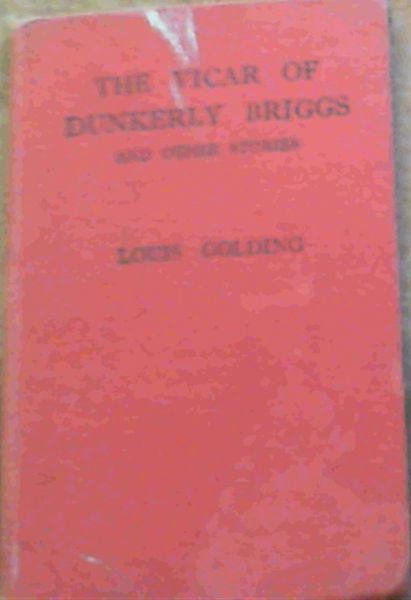 THE VICAR OF
DUNKERLY BRIGGS
AND OTHER STORIES
LOUIS GOLDING